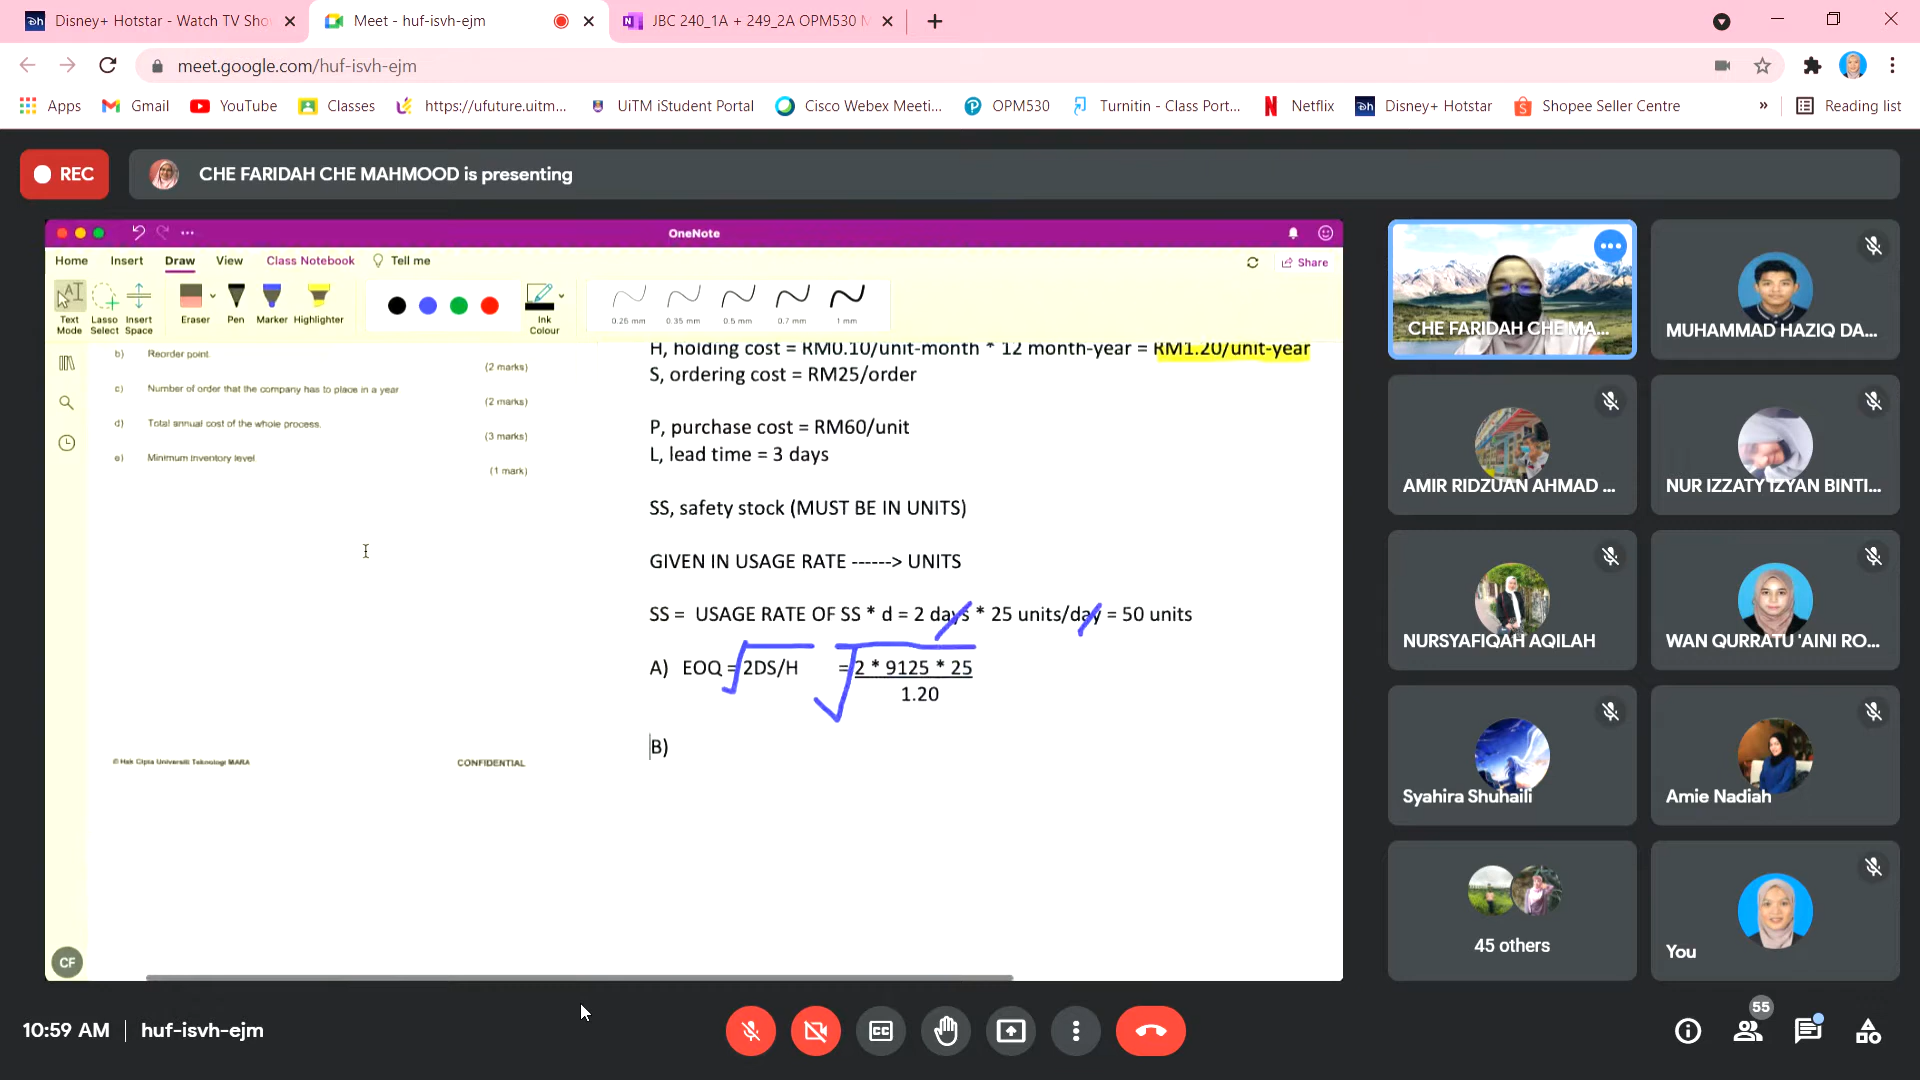 Disney+ Hotstar - Watch TV Sho
Meet - huf-isvh-ejm
JBC 240_1A + 249_2A OPM530 M
meet.google.com/huf-isvh-ejm
Apps
Gmail
YouTube
Classes
https://ufuture.uitm...
UiTM iStudent Portal
Cisco Webex Meeti...
OPM530
Turnitin - Class Port...
Netflix
Disney+ Hotstar
Shopee Seller Centre
»
Reading list
REC
CHE FARIDAH CHE MAHMOOD is presenting
OneNote
Home
Insert
Draw
View
Class Notebook
Tell me
Share
Text Mode
Lasso Select
Insert Space
Eraser
Pen
Marker
Highlighter
Ink Colour
0.25 mm
0.35 mm
0.5 mm
0.7 mm
1 mm
b) Reorder point
(2 marks)
c) Number of order that the company has to place in a year
(2 marks)
d) Total annual cost of the whole process.
(3 marks)
e) Minimum inventory level
(1 mark)
© Hak Cipta Universiti Teknologi MARA
CONFIDENTIAL
CF
H, holding cost = RM0.10/unit-month * 12 month-year = RM1.20/unit-year
S, ordering cost = RM25/order
P, purchase cost = RM60/unit
L, lead time = 3 days
SS, safety stock (MUST BE IN UNITS)
GIVEN IN USAGE RATE ------> UNITS
SS = USAGE RATE OF SS * d = 2 days * 25 units/day = 50 units
A) EOQ = √2DS/H = √2 * 9125 * 25
1.20
B)
CHE FARIDAH CHE MA...
MUHAMMAD HAZIQ DA...
AMIR RIDZUAN AHMAD ...
NUR IZZATY IZYAN BINTI...
NURSYAFIQAH AQILAH
WAN QURRATU 'AINI RO...
Syahira Shuhaili
Amie Nadiah
45 others
You
10:59 AM | huf-isvh-ejm
55